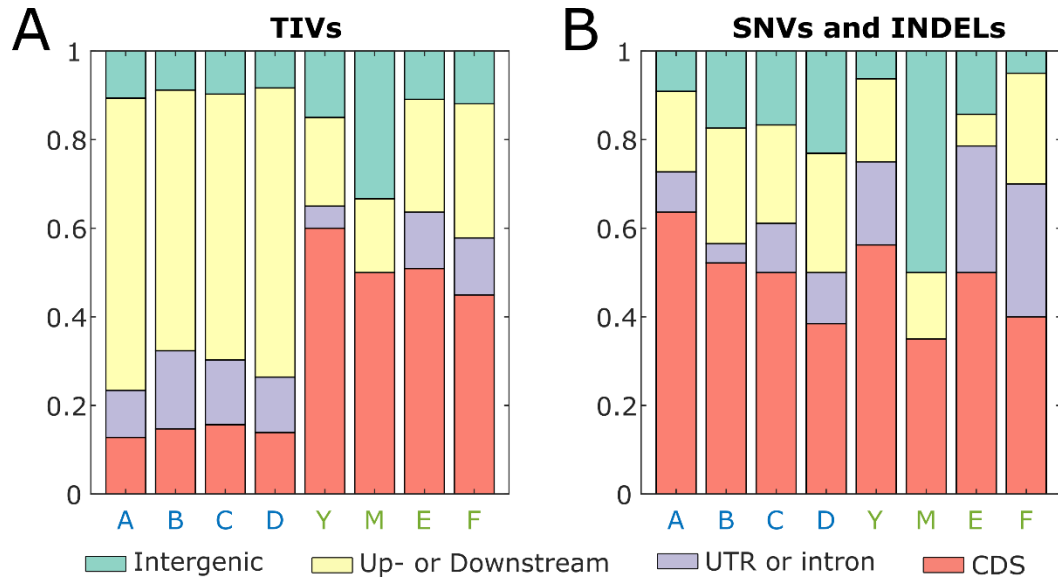 A
TIVs
1
0.8
0.6
0.4
0.2
0
A B C D Y M E F
B
SNVs and INDELs
1
0.8
0.6
0.4
0.2
0
A B C D Y M E F
Intergenic Up- or Downstream UTR or intron CDS